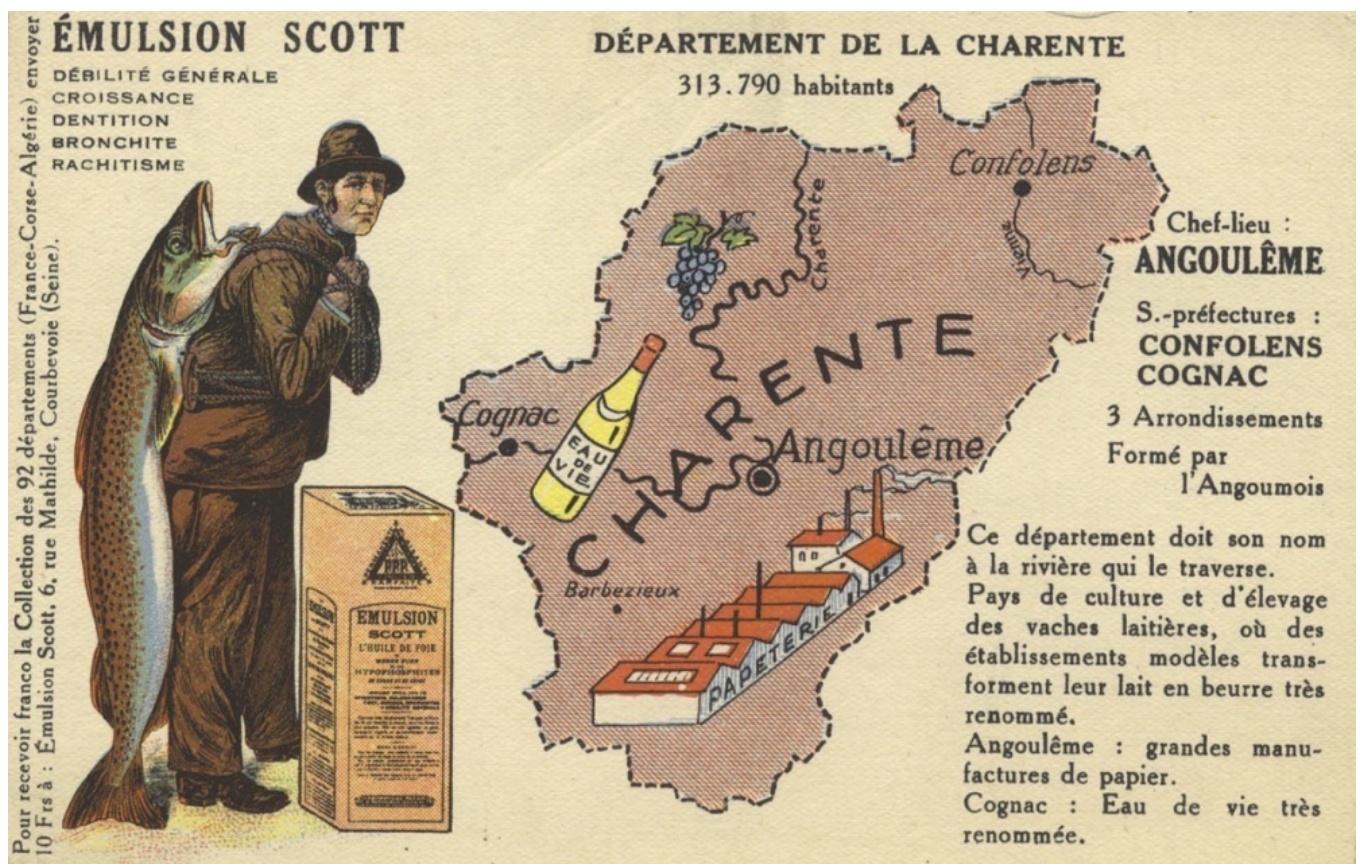 Pour recevoir franco la Collection des 92 départements (France-Corse-Algérie) envoyer
10 Frs à : Émulsion Scott, 6, rue Mathilde, Courbevoie (Seine).
ÉMULSION SCOTT
DÉBILITÉ GÉNÉRALE
CROISSANCE
DENTITION
BRONCHITE
RACHITISME
DÉPARTEMENT DE LA CHARENTE
313.790 habitants
Confolens
Vienne
Charente
CHARENTE
Cognac
EAU
DE
VIE
Angoulême
Barbezieux
PAPETERIE
PPP
EMULSION
SCOTT
L'HUILE DE FOIE
HYPOPHOSPHITES
Chef-lieu :
ANGOULÊME
S.-préfectures :
CONFOLENS
COGNAC
3 Arrondissements
Formé par
l'Angoumois
Ce département doit son nom
à la rivière qui le traverse.
Pays de culture et d'élevage
des vaches laitières, où des
établissements modèles trans-
forment leur lait en beurre très
renommé.
Angoulême : grandes manu-
factures de papier.
Cognac : Eau de vie très
renommée.